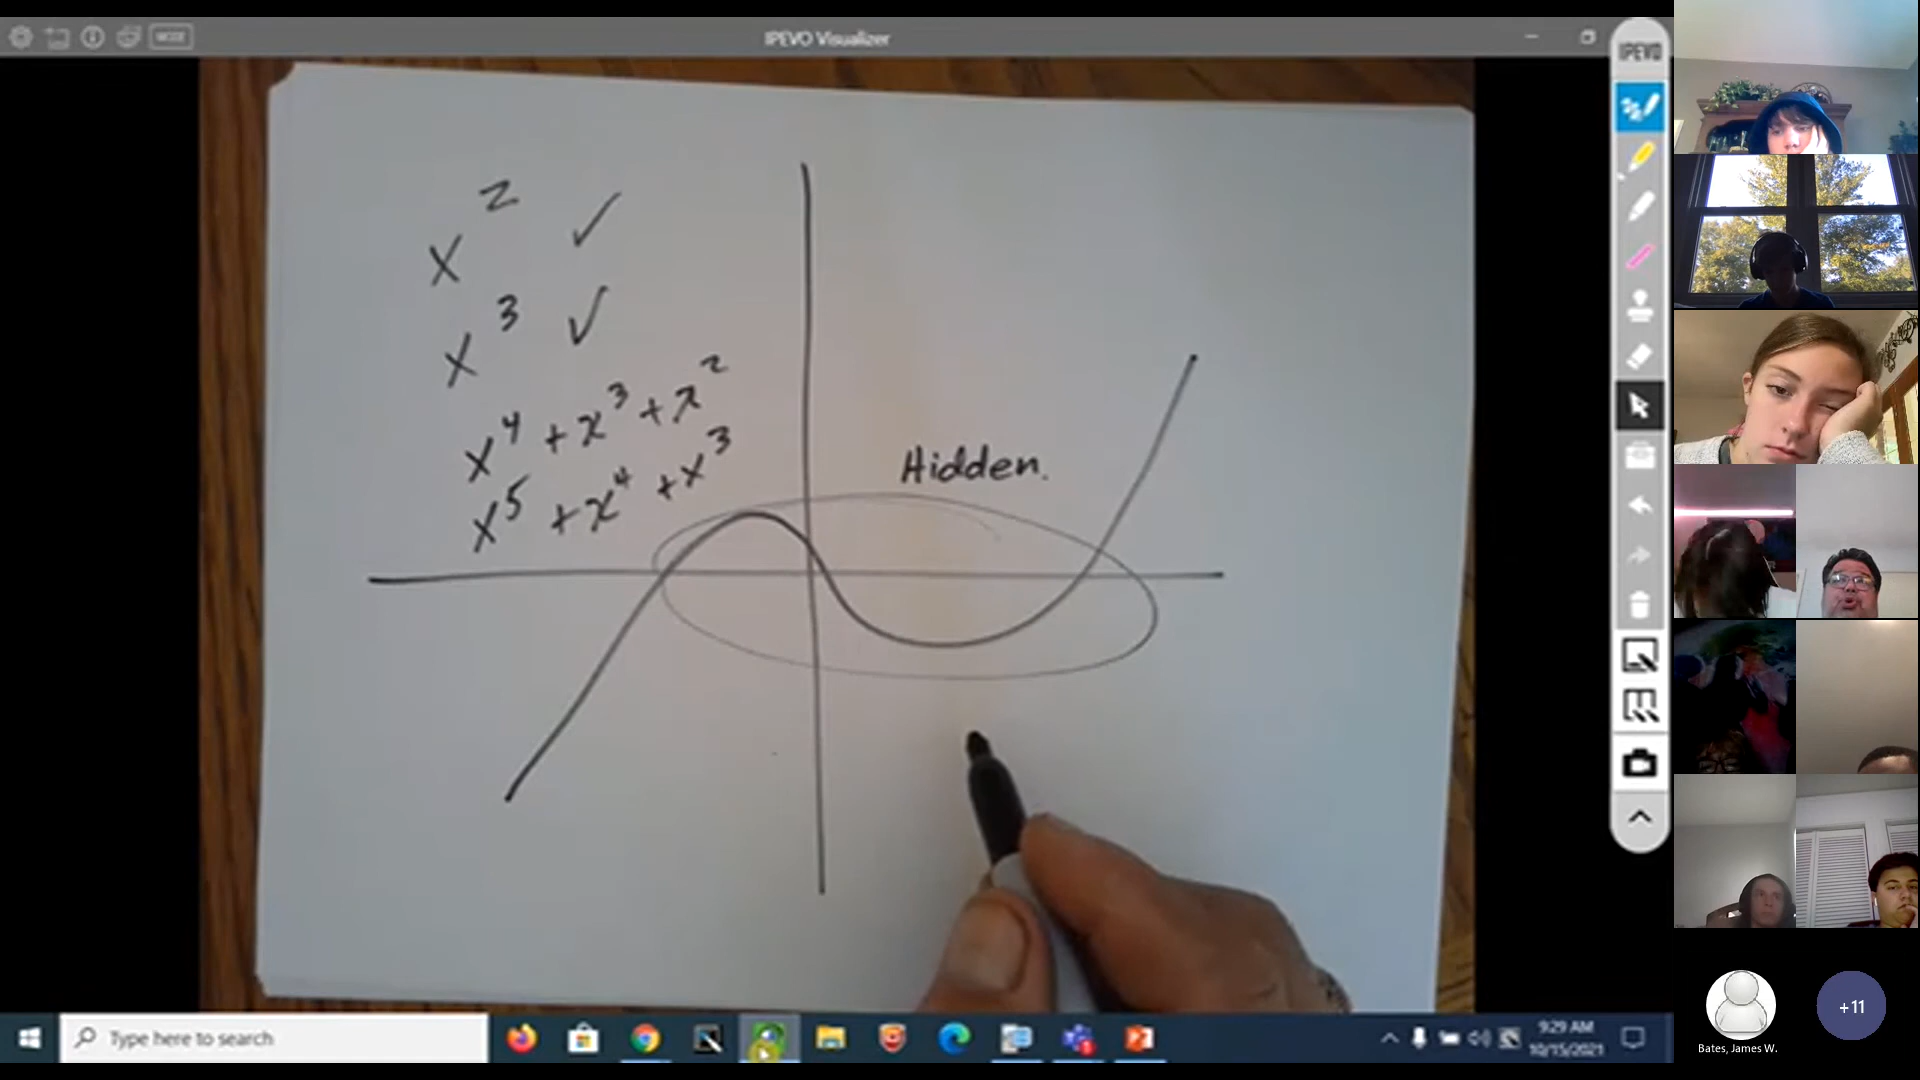 IPEVO Visualizer
IPEVO
x² ✓
x³ ✓
x⁴ + x³ + x²
x⁵ + x⁴ + x³
Hidden.
Type here to search
9:29 AM
10/15/2021
+11
Bates, James W.